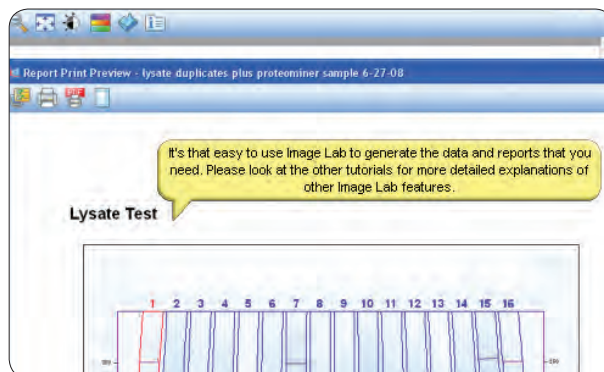 Report Print Preview - lysate duplicates plus proteominer sample 6-27-08
It's that easy to use Image Lab to generate the data and reports that you
need. Please look at the other tutorials for more detailed explanations of
other Image Lab features.
Lysate Test
1 2 3 4 5 6 7 8 9 10 11 12 13 14 15 16